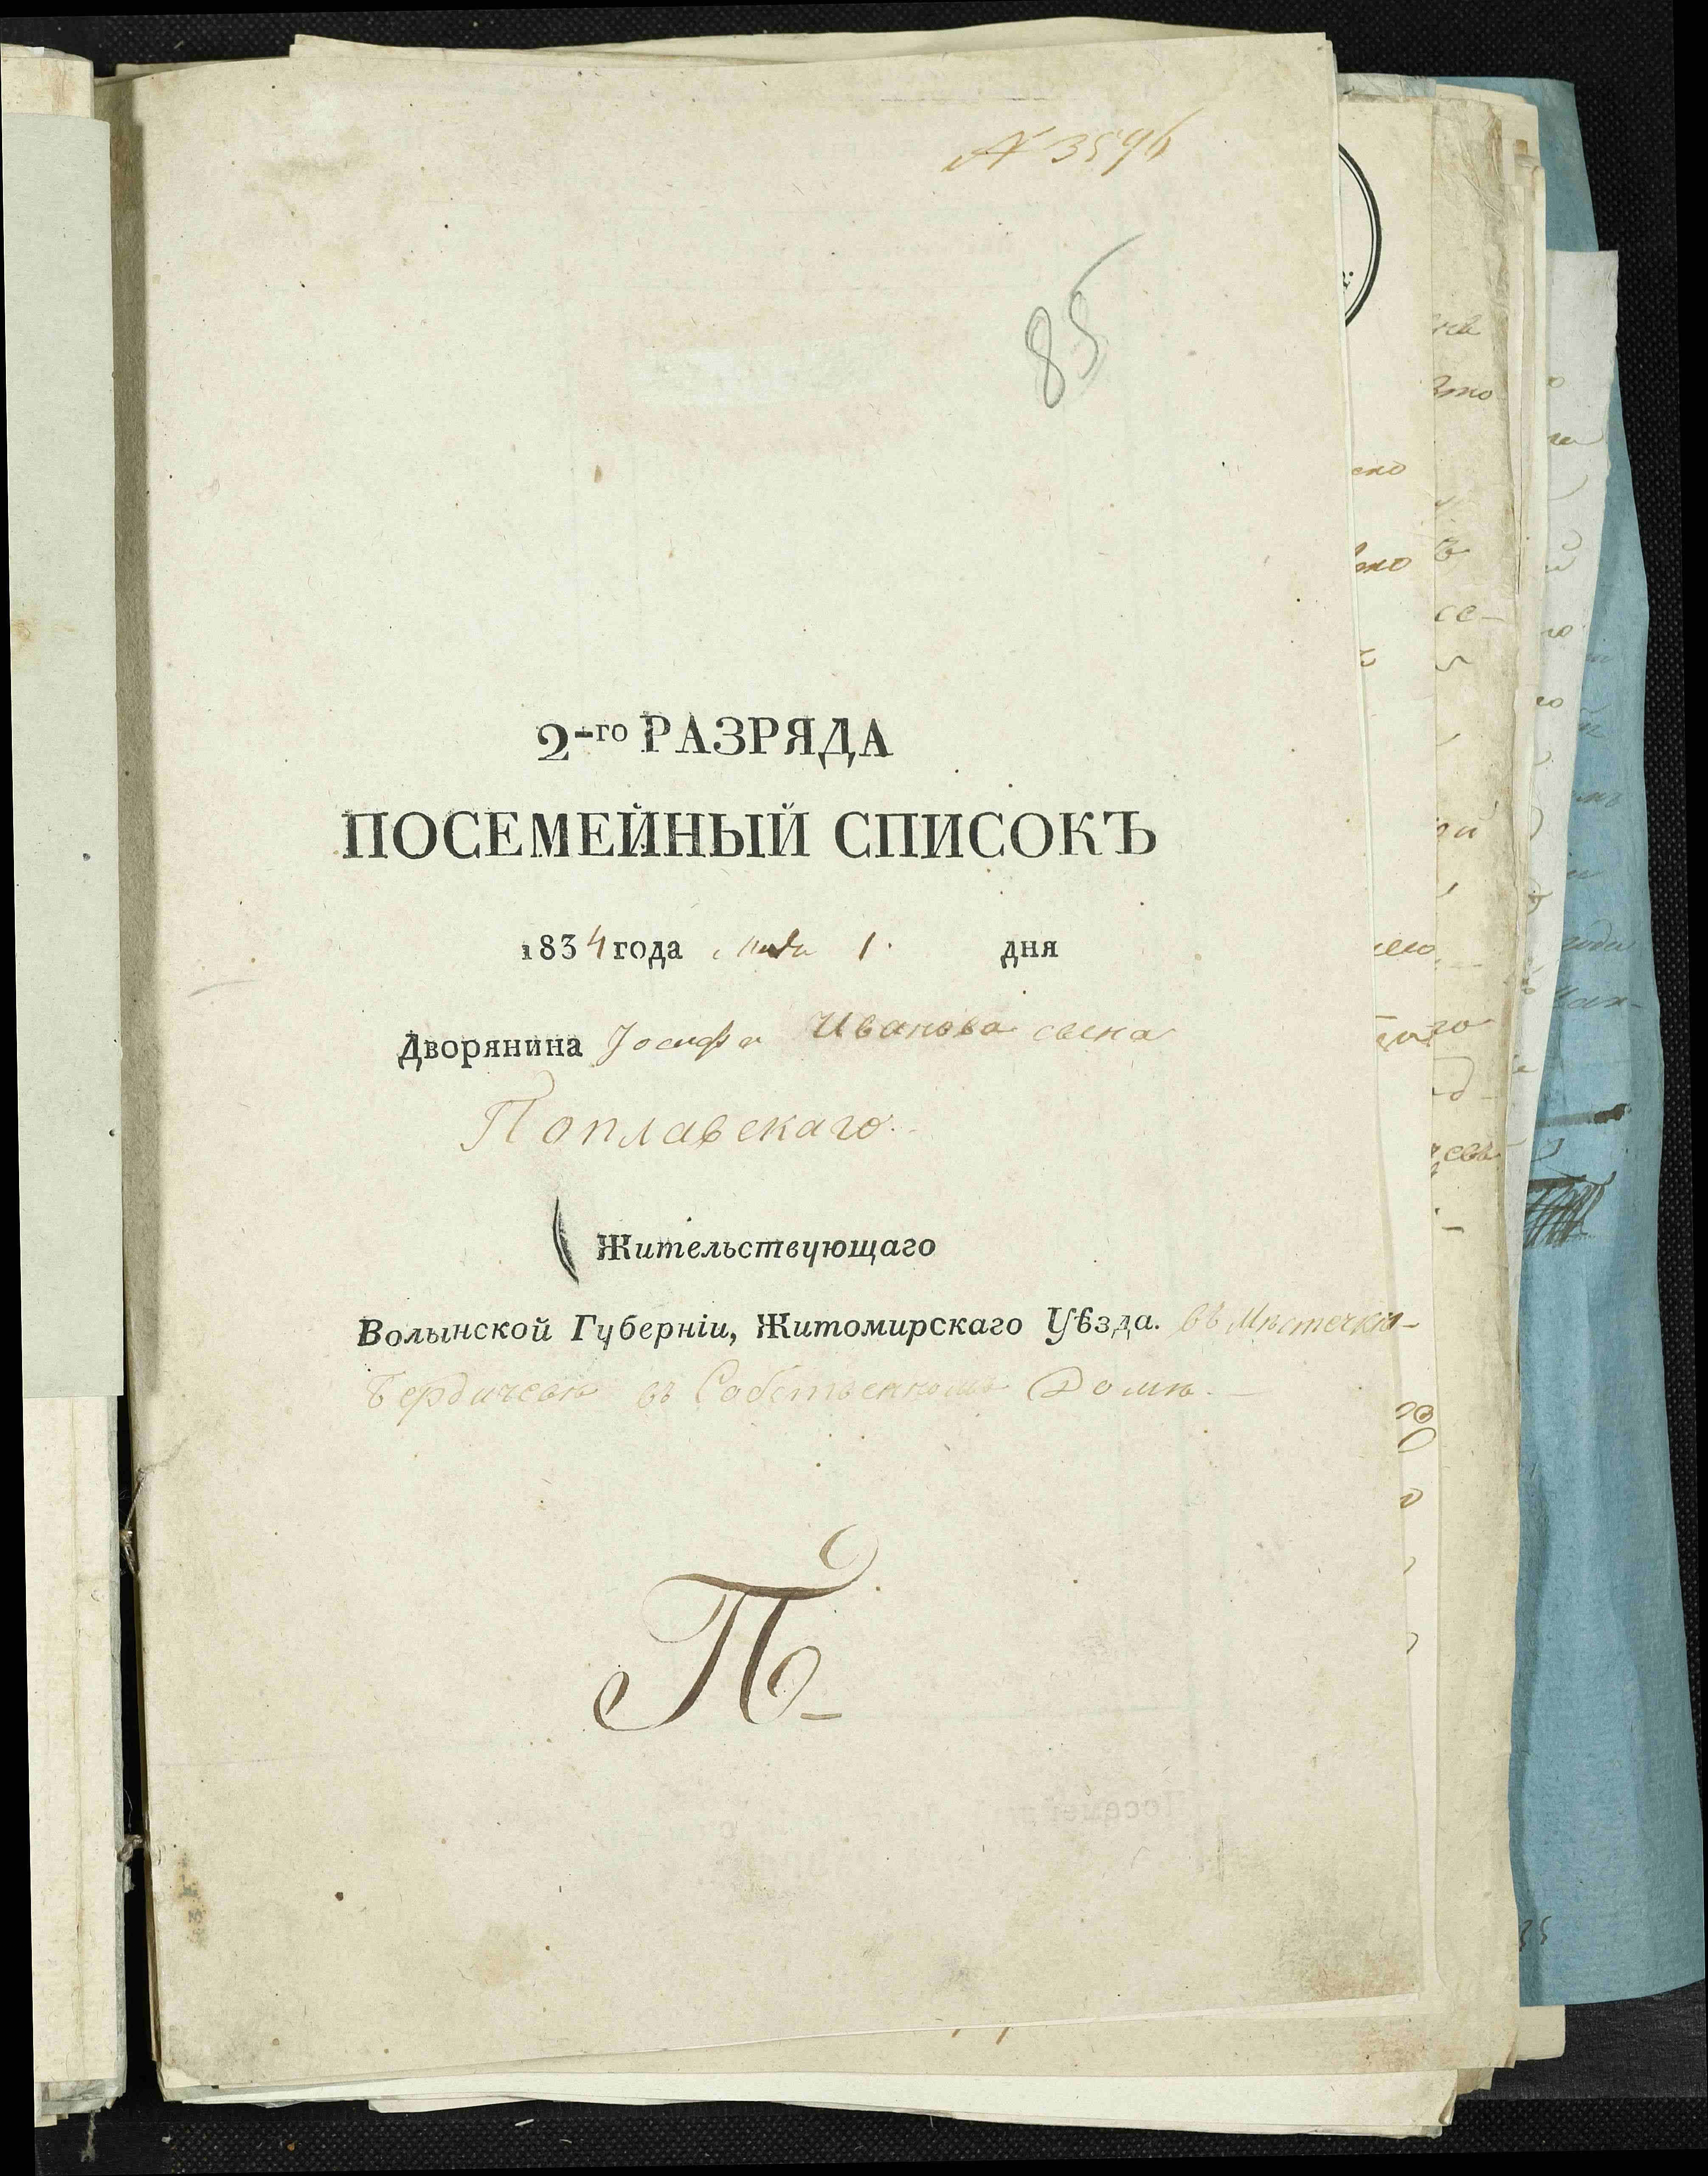 № 3596
85
2-го РАЗРЯДА
ПОСЕМЕЙНЫЙ СПИСОКЪ
1834 года Маія 1. дня
Дворянина Іосифа Иванова сына
Поплавскаго.
Жительствующаго
Волынской Губерніи, Житомирскаго Уѣзда. въ Мѣстечкѣ
Бердичевѣ въ Собственномъ Домѣ.
П